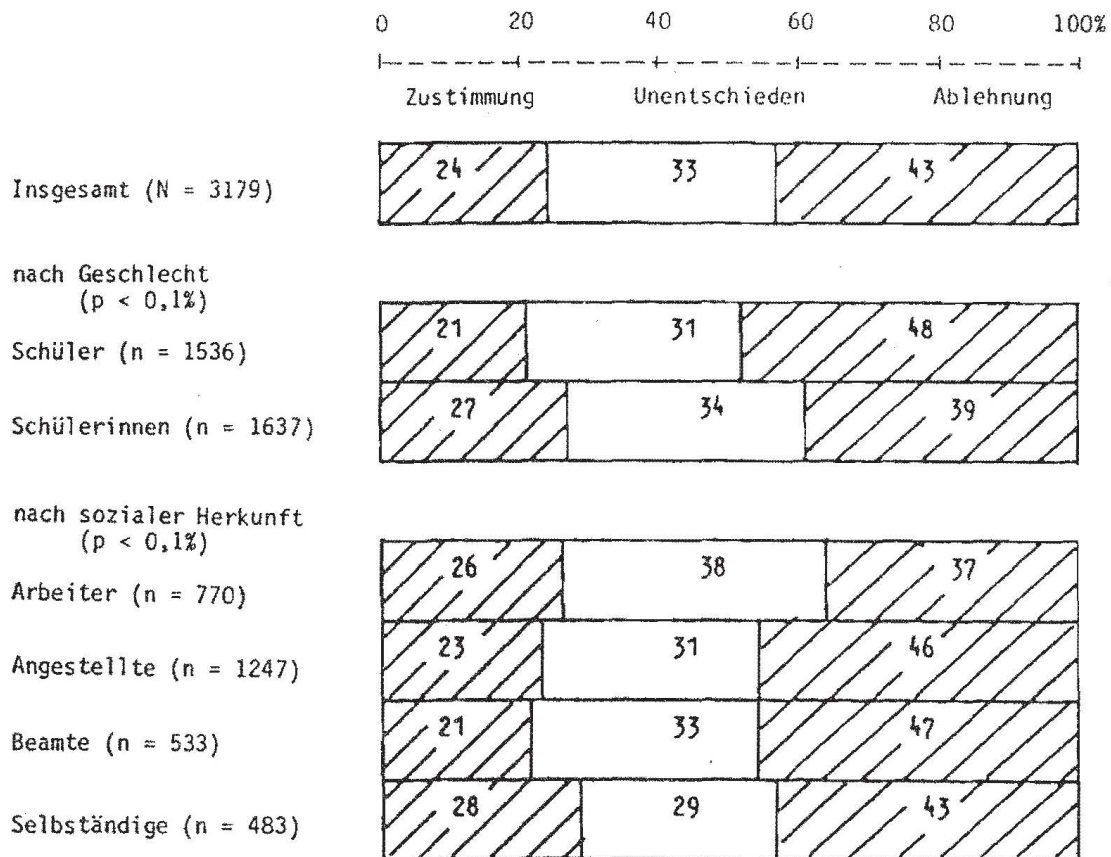 0 20 40 60 80 100%
Zustimmung Unentschieden Ablehnung
Insgesamt (N = 3179) 24 33 43
nach Geschlecht
(p < 0,1%)
Schüler (n = 1536) 21 31 48
Schülerinnen (n = 1637) 27 34 39
nach sozialer Herkunft
(p < 0,1%)
Arbeiter (n = 770) 26 38 37
Angestellte (n = 1247) 23 31 46
Beamte (n = 533) 21 33 47
Selbständige (n = 483) 28 29 43